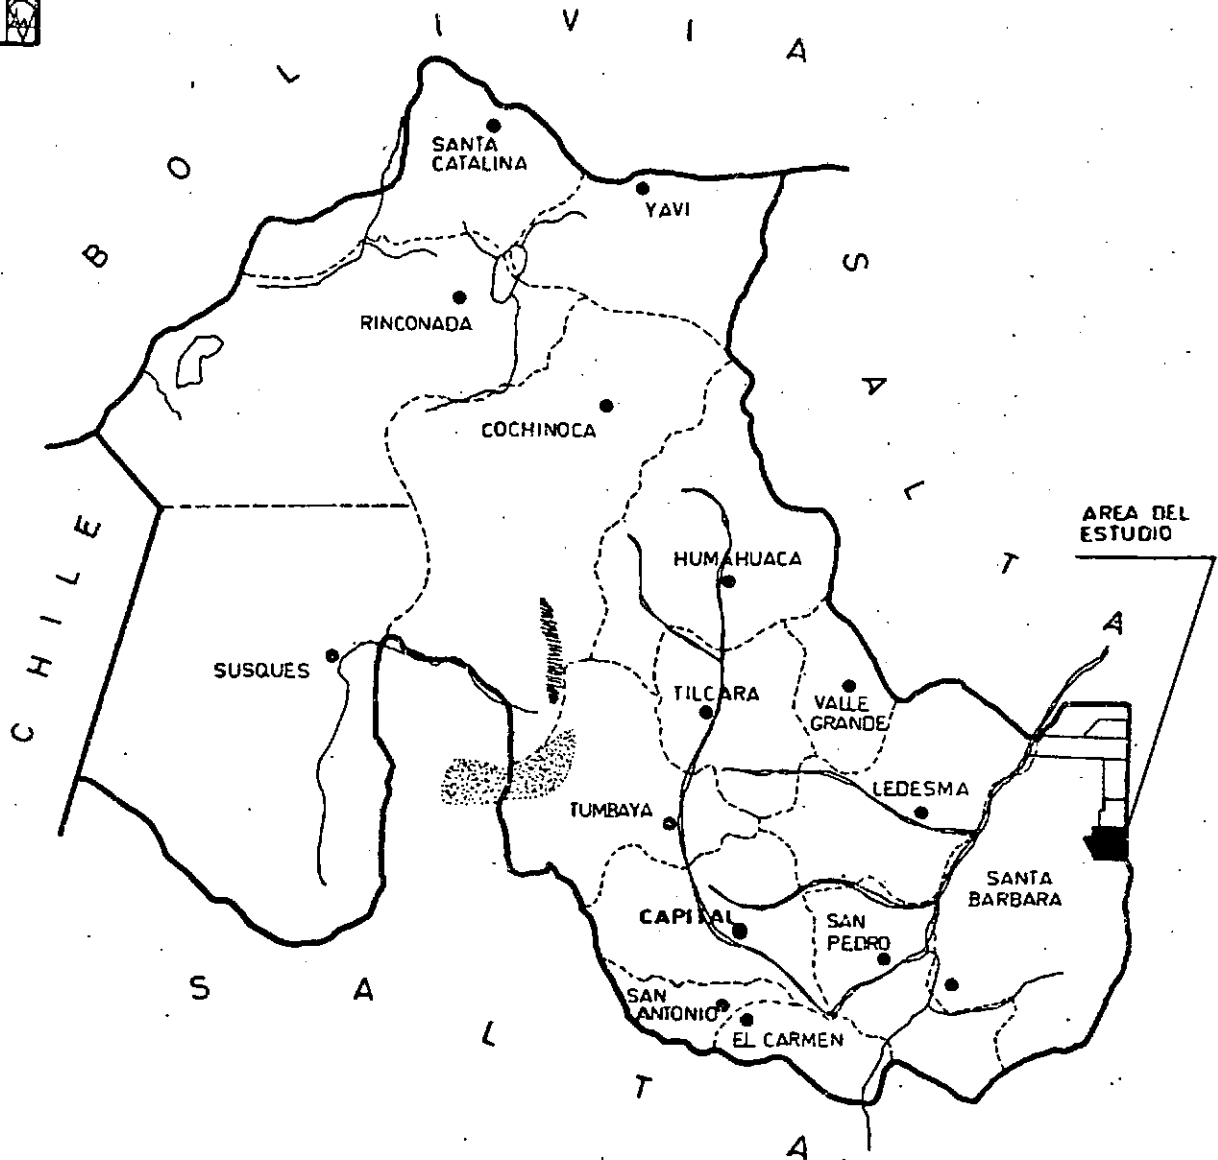 BOLIVIA
SANTA
CATALINA
YAVI
RINCONADA
COCHINOCA
SALTA
AREA DEL
ESTUDIO
CHILE
HUMAHUACA
SUSQUES
TILCARA
VALLE
GRANDE
LEDESMA
TUMBAYA
SANTA
BARBARA
CAPITAL
SAN
PEDRO
SAN
ANTONIO
EL CARMEN
SALTA